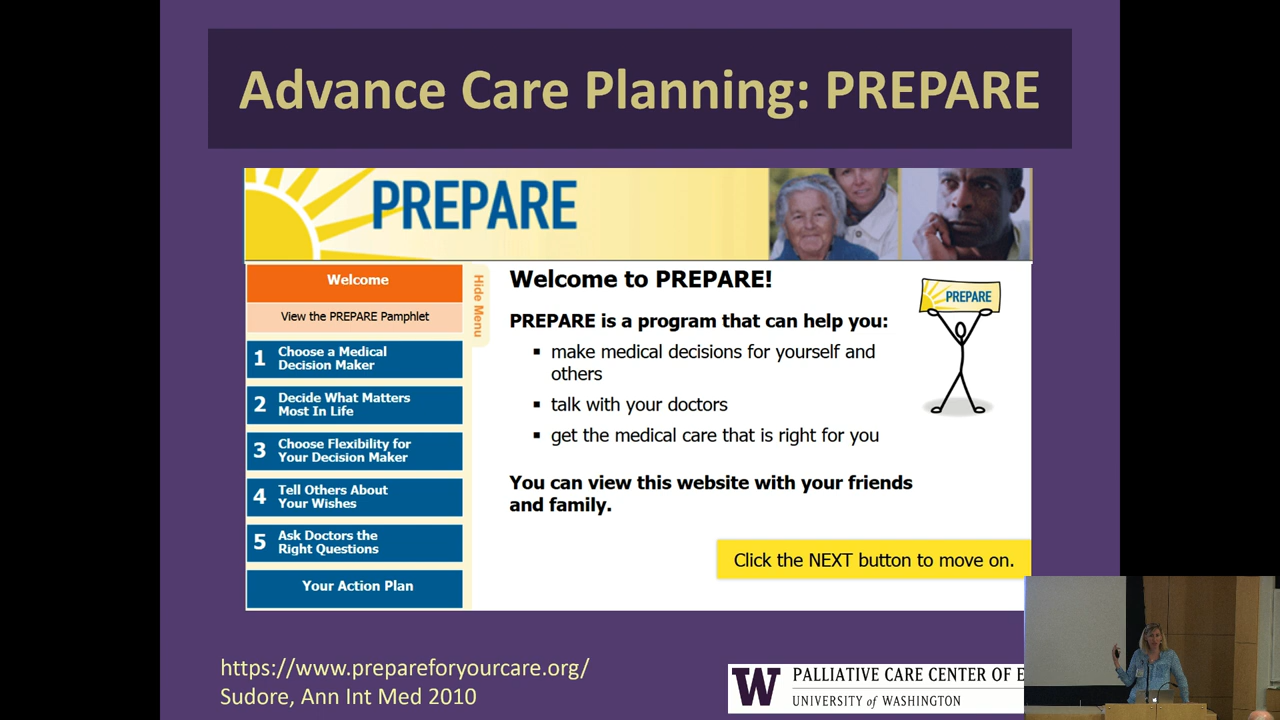 Advance Care Planning: PREPARE
PREPARE
Welcome
View the PREPARE Pamphlet
1 Choose a Medical
Decision Maker
2 Decide What Matters
Most In Life
3 Choose Flexibility for
Your Decision Maker
4 Tell Others About
Your Wishes
5 Ask Doctors the
Right Questions
Your Action Plan
Hide Menu
Welcome to PREPARE!
PREPARE is a program that can help you:
▪ make medical decisions for yourself and
others
▪ talk with your doctors
▪ get the medical care that is right for you
PREPARE
You can view this website with your friends
and family.
Click the NEXT button to move on.
https://www.prepareforyourcare.org/
Sudore, Ann Int Med 2010
W
PALLIATIVE CARE CENTER OF E
UNIVERSITY of WASHINGTON